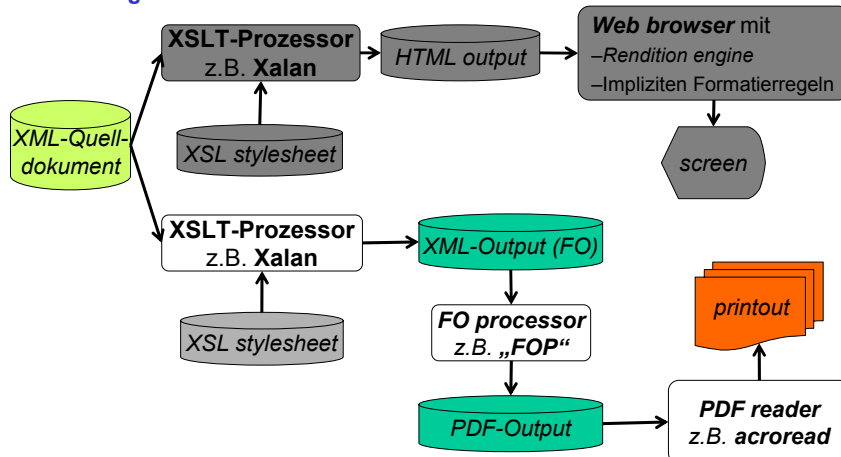 XSLT-Prozessor
z.B. Xalan
HTML output
Web browser mit
–Rendition engine
–Impliziten Formatierregeln
XML-Quell-
dokument
XSL stylesheet
screen
XSLT-Prozessor
z.B. Xalan
XML-Output (FO)
printout
XSL stylesheet
FO processor
z.B. „FOP“
PDF-Output
PDF reader
z.B. acroread